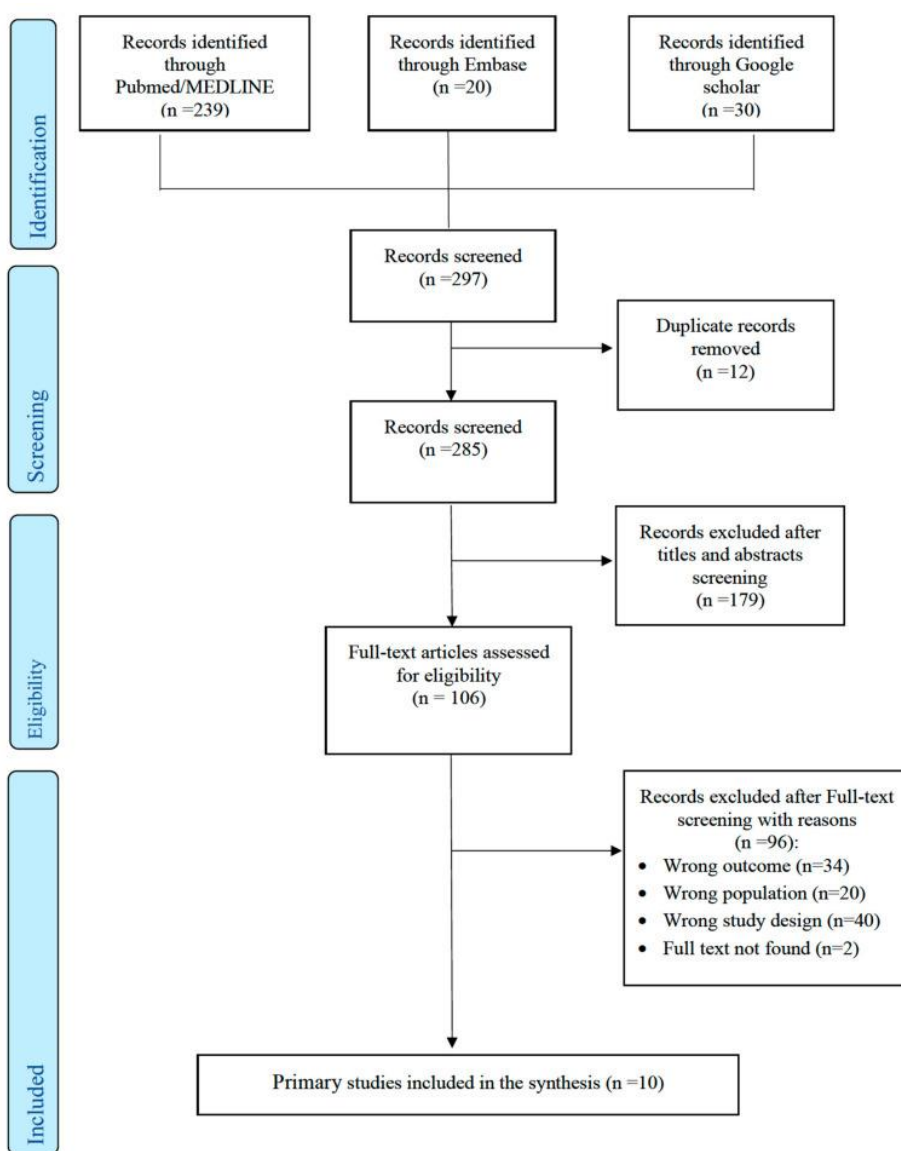 Identification
Records identified
through
Pubmed/MEDLINE
(n =239)
Records identified
through Embase
(n =20)
Records identified
through Google
scholar
(n =30)
Records screened
(n =297)
Screening
Duplicate records
removed
(n =12)
Records screened
(n =285)
Eligibility
Records excluded after
titles and abstracts
screening
(n =179)
Full-text articles assessed
for eligibility
(n = 106)
Included
Records excluded after Full-text
screening with reasons
(n =96):
• Wrong outcome (n=34)
• Wrong population (n=20)
• Wrong study design (n=40)
• Full text not found (n=2)
Primary studies included in the synthesis (n =10)